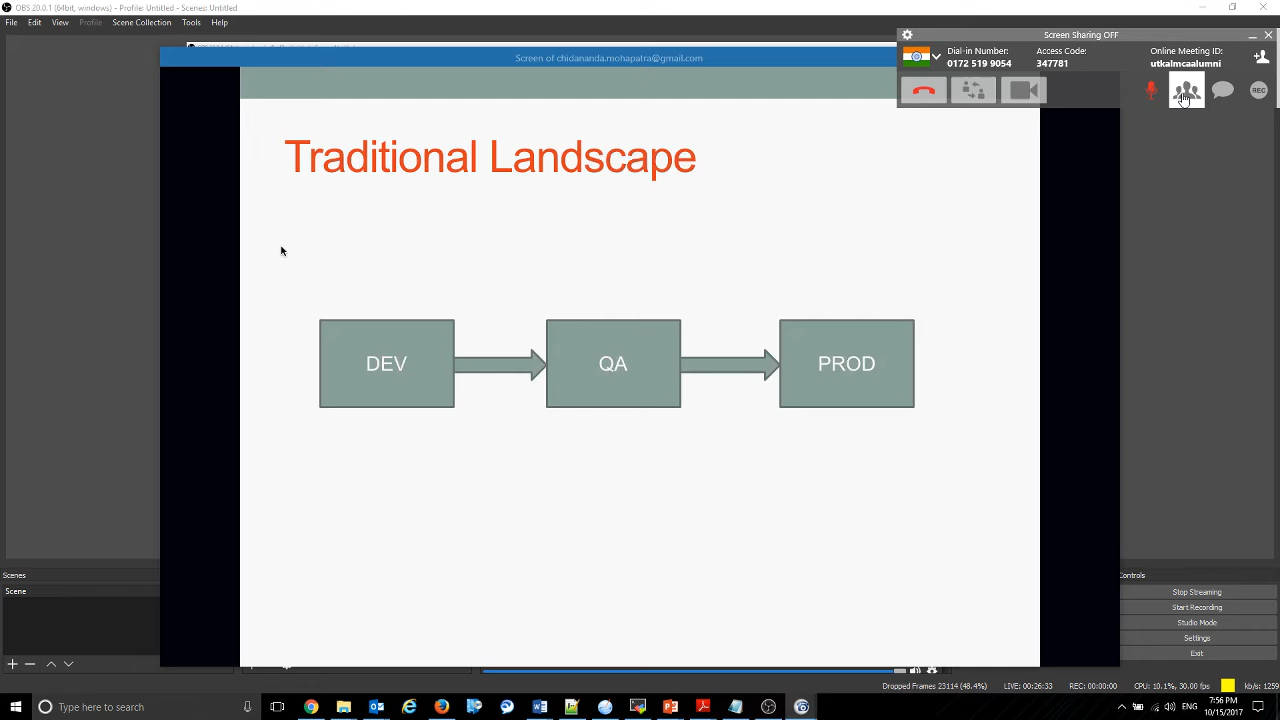 OBS 20.0.1 (64bit, windows) - Profile: Untitled - Scenes: Untitled
File Edit View Profile Scene Collection Tools Help
Screen of chidananda.mohapatra@gmail.com
Screen Sharing OFF
Dial-in Number: Access Code: Online Meeting ID:
0172 519 9054 347781 utkalmcaalumni
REC
Traditional Landscape
DEV QA PROD
Scenes Controls
Scene Stop Streaming
Start Recording
Studio Mode
Settings
Exit
Dropped Frames 23114 (48.4%) LIVE: 00:26:33 REC: 00:00:00 CPU: 10.1%, 30.00 fps kb/s: 1259
Type here to search
ENG 7:56 PM
10/15/2017